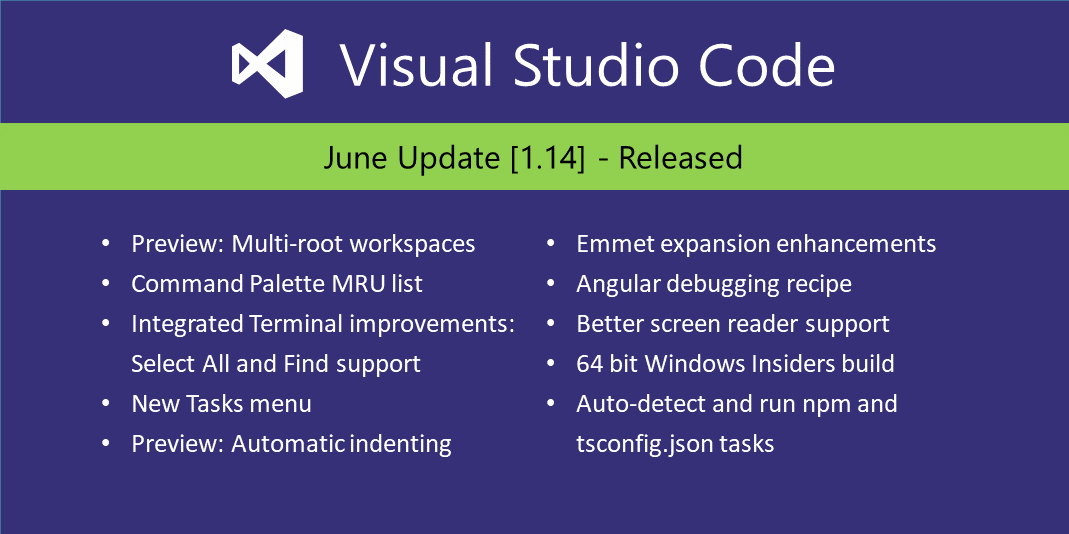 Visual Studio Code
June Update [1.14] - Released
• Preview: Multi-root workspaces
• Command Palette MRU list
• Integrated Terminal improvements:
Select All and Find support
• New Tasks menu
• Preview: Automatic indenting
• Emmet expansion enhancements
• Angular debugging recipe
• Better screen reader support
• 64 bit Windows Insiders build
• Auto-detect and run npm and
tsconfig.json tasks